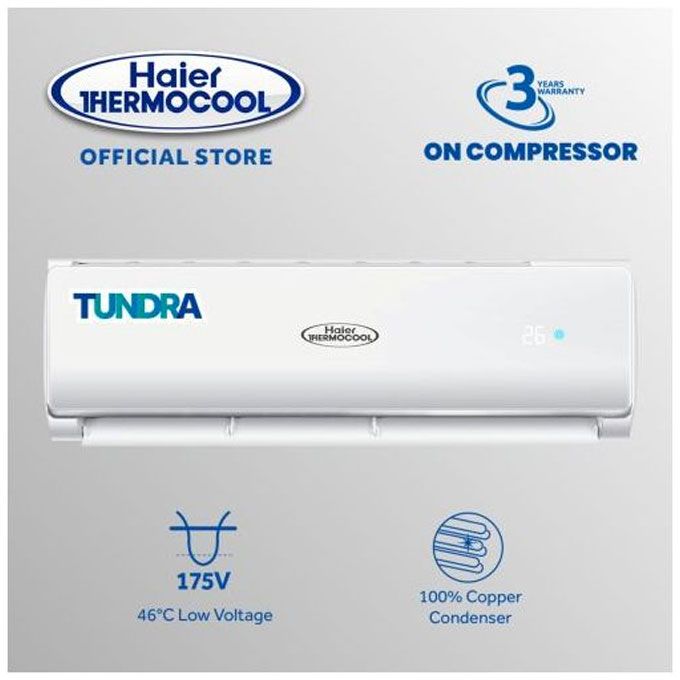 Haier
THERMOCOOL
OFFICIAL STORE
3 YEARS
WARRANTY
ON COMPRESSOR
TUNDRA
Haier
THERMOCOOL
26
175V
46°C Low Voltage
100% Copper
Condenser